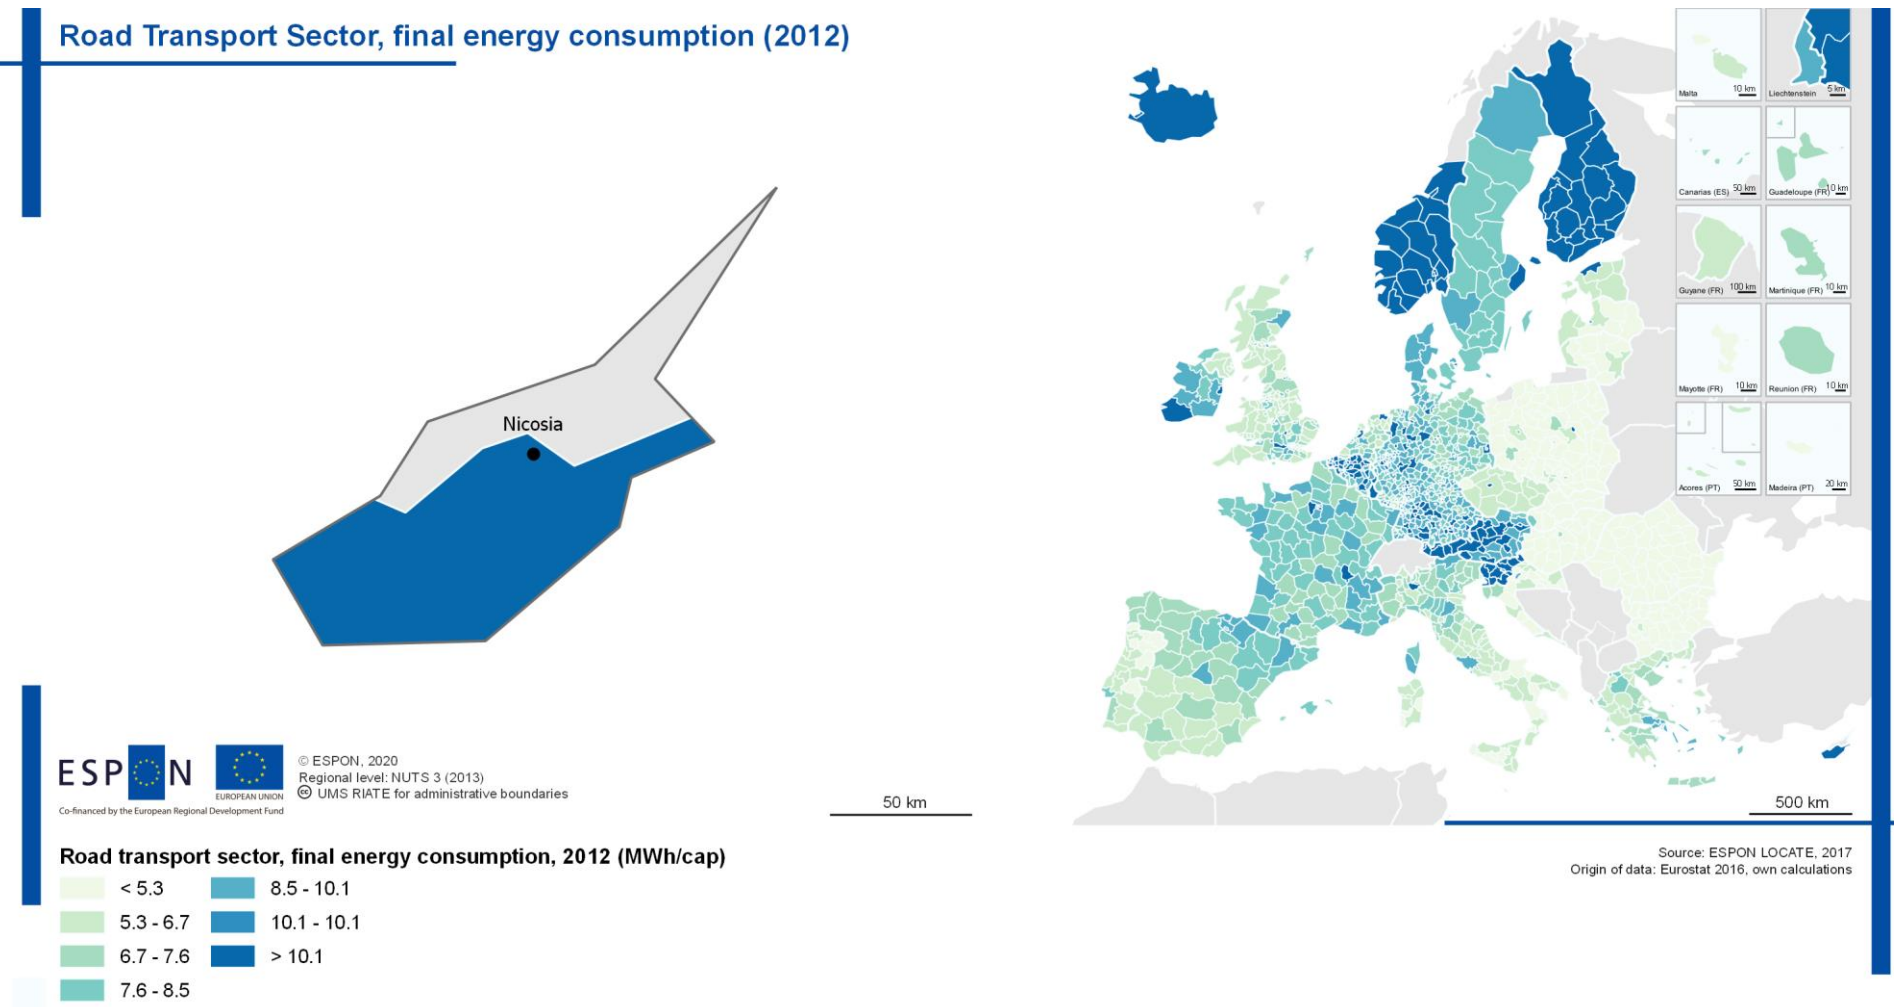 Road Transport Sector, final energy consumption (2012)
Nicosia
Malta
10 km
Liechtenstein
5 km
Canarias (ES)
50 km
Guadeloupe (FR)
10 km
Guyane (FR)
100 km
Martinique (FR)
10 km
Mayotte (FR)
10 km
Reunion (FR)
10 km
Acores (PT)
50 km
Madeira (PT)
20 km
ESPON
EUROPEAN UNION
Co-financed by the European Regional Development Fund
© ESPON, 2020
Regional level: NUTS 3 (2013)
cc UMS RIATE for administrative boundaries
50 km
500 km
Source: ESPON LOCATE, 2017
Origin of data: Eurostat 2016, own calculations
Road transport sector, final energy consumption, 2012 (MWh/cap)
< 5.3
5.3 - 6.7
6.7 - 7.6
7.6 - 8.5
8.5 - 10.1
10.1 - 10.1
> 10.1